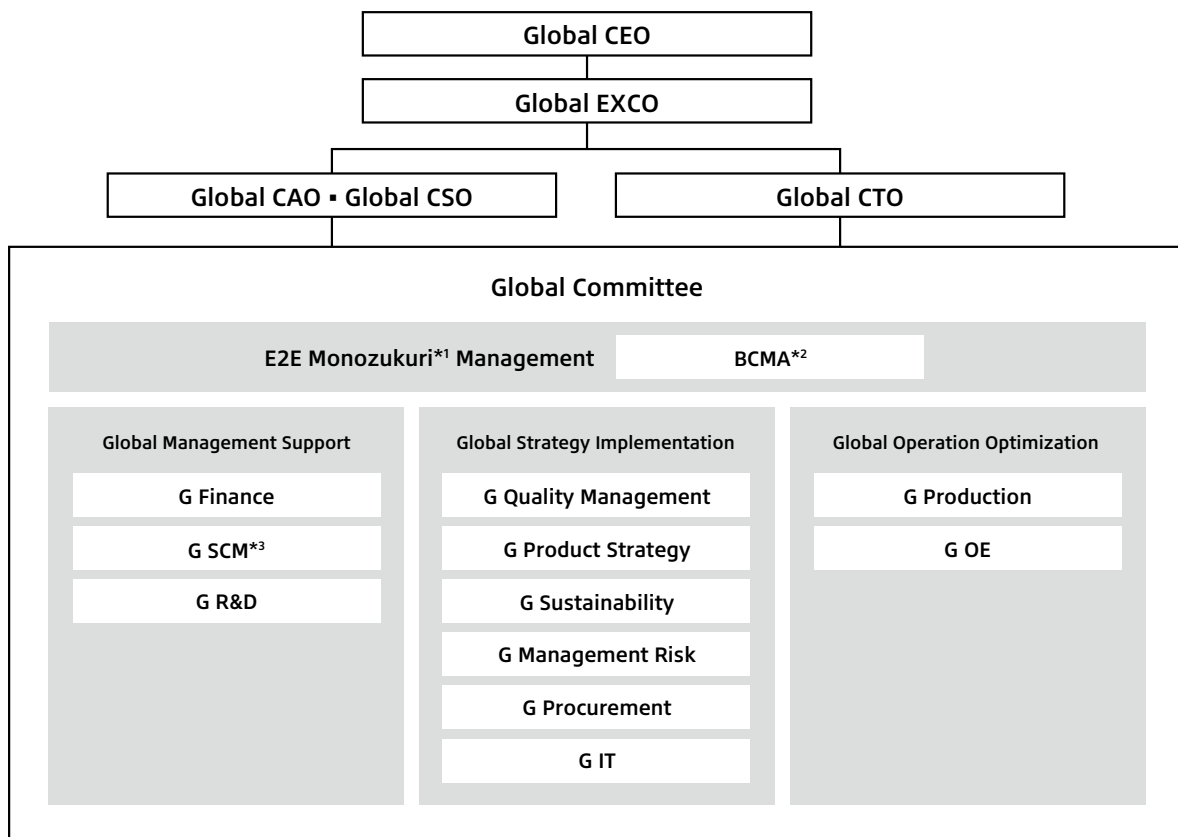 Global CEO
Global EXCO
Global CAO ▪ Global CSO
Global CTO
Global Committee
E2E Monozukuri*1 Management
BCMA*2
Global Management Support
G Finance
G SCM*3
G R&D
Global Strategy Implementation
G Quality Management
G Product Strategy
G Sustainability
G Management Risk
G Procurement
G IT
Global Operation Optimization
G Production
G OE